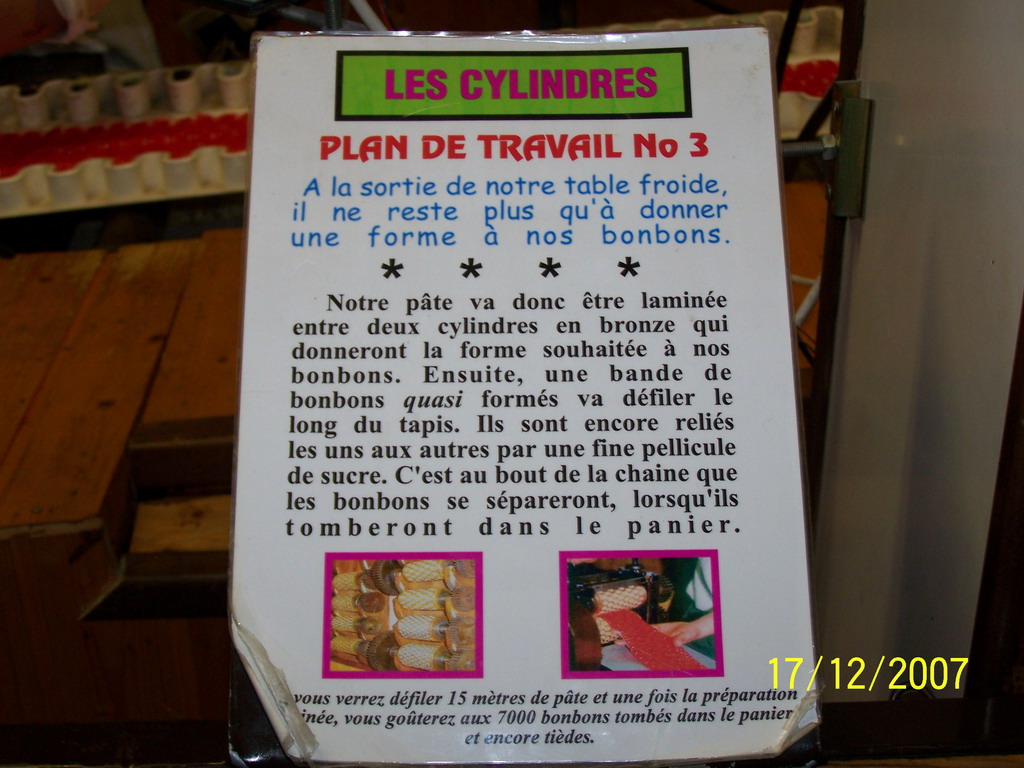 LES CYLINDRES
PLAN DE TRAVAIL No 3
A la sortie de notre table froide,
il ne reste plus qu'à donner
une forme à nos bonbons.
* * * *
Notre pâte va donc être laminée
entre deux cylindres en bronze qui
donneront la forme souhaitée à nos
bonbons. Ensuite, une bande de
bonbons quasi formés va défiler le
long du tapis. Ils sont encore reliés
les uns aux autres par une fine pellicule
de sucre. C'est au bout de la chaine que
les bonbons se sépareront, lorsqu'ils
tomberont dans le panier.
vous verrez défiler 15 mètres de pâte et une fois la préparation
inée, vous goûterez aux 7000 bonbons tombés dans le panier
et encore tièdes.
17/12/2007